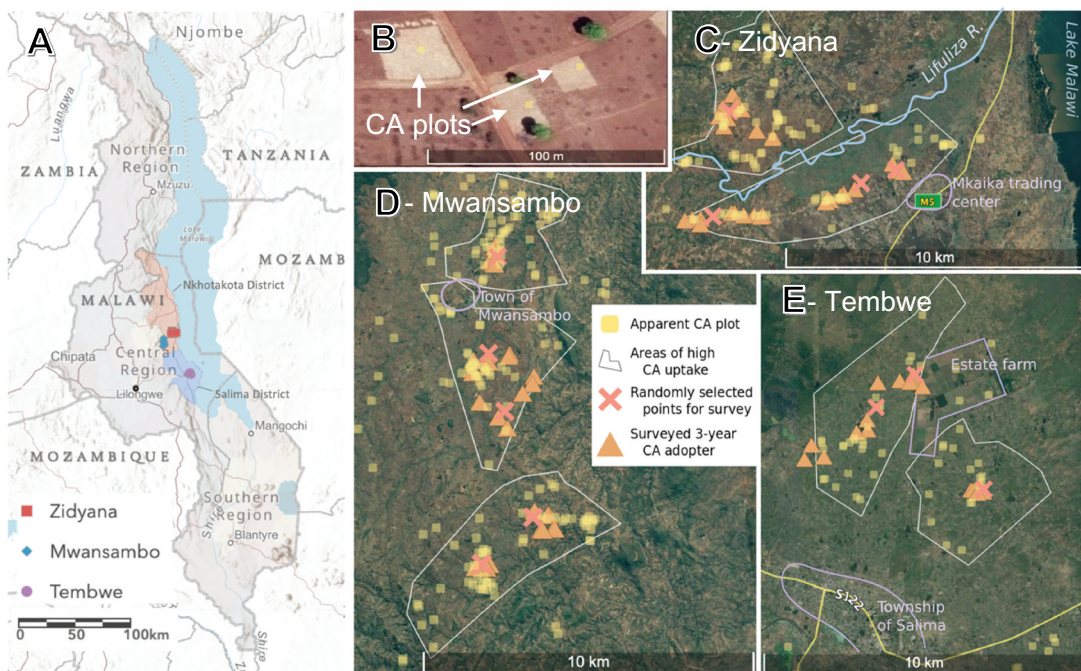 A
Njombe
Luangwa
ZAMBIA
Northern
Region
TANZANIA
Mzuzu
Lake
Malawi
MOZAMB
Nkhotakota District
MALAWI
Chipata
Central
Region
Lilongwe
Salima District
Mangochi
MOZAMBIQUE
Southern
Region
Shire
Blantyre
Zidyana
Mwansambo
Tembwe
0 50 100km
Shire
B
CA plots
100 m
C - Zidyana
Lifuliza R.
Lake Malawi
Mkaika trading
center
M5
10 km
D - Mwansambo
Town of
Mwansambo
10 km
Apparent CA plot
Areas of high
CA uptake
Randomly selected
points for survey
Surveyed 3-year
CA adopter
E - Tembwe
Estate farm
S122
Township
of Salima
10 km